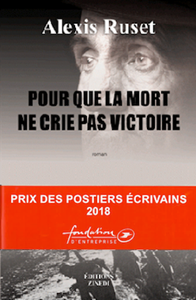 Alexis Ruset
POUR QUE LA MORT
NE CRIE PAS VICTOIRE
roman
PRIX DES POSTIERS ÉCRIVAINS
2018
fondation
D'ENTREPRISE
ÉDITIONS
ZINEDI